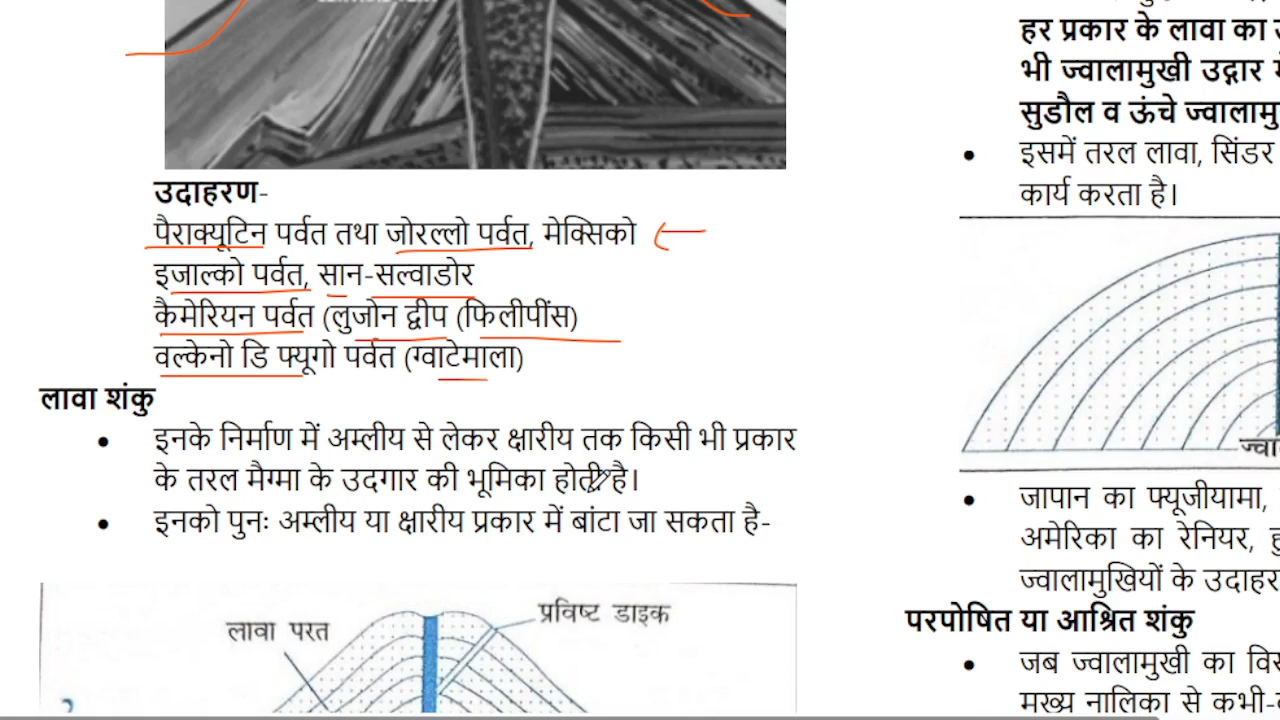 उदाहरण-
पैराक्यूटिन पर्वत तथा जोरल्लो पर्वत, मेक्सिको
इजाल्को पर्वत, सान-सल्वाडोर
कैमेरियन पर्वत (लुजोन द्वीप (फिलीपींस)
वल्केनो डि फ्यूगो पर्वत (ग्वाटेमाला)
लावा शंकु
• इनके निर्माण में अम्लीय से लेकर क्षारीय तक किसी भी प्रकार
के तरल मैग्मा के उदगार की भूमिका होती है।
• इनको पुनः अम्लीय या क्षारीय प्रकार में बांटा जा सकता है-
प्रविष्ट डाइक
लावा परत
हर प्रकार के लावा का
भी ज्वालामुखी उद्गार
सुडौल व ऊंचे
• इसमें तरल लावा, सिंडर
कार्य करता है।
• जापान का फ्यूजीयामा,
अमेरिका का रेनियर,
ज्वालामुखियों के
परपोषित या आश्रित शंकु
• जब ज्वालामुखी का
मुख्य नालिका से